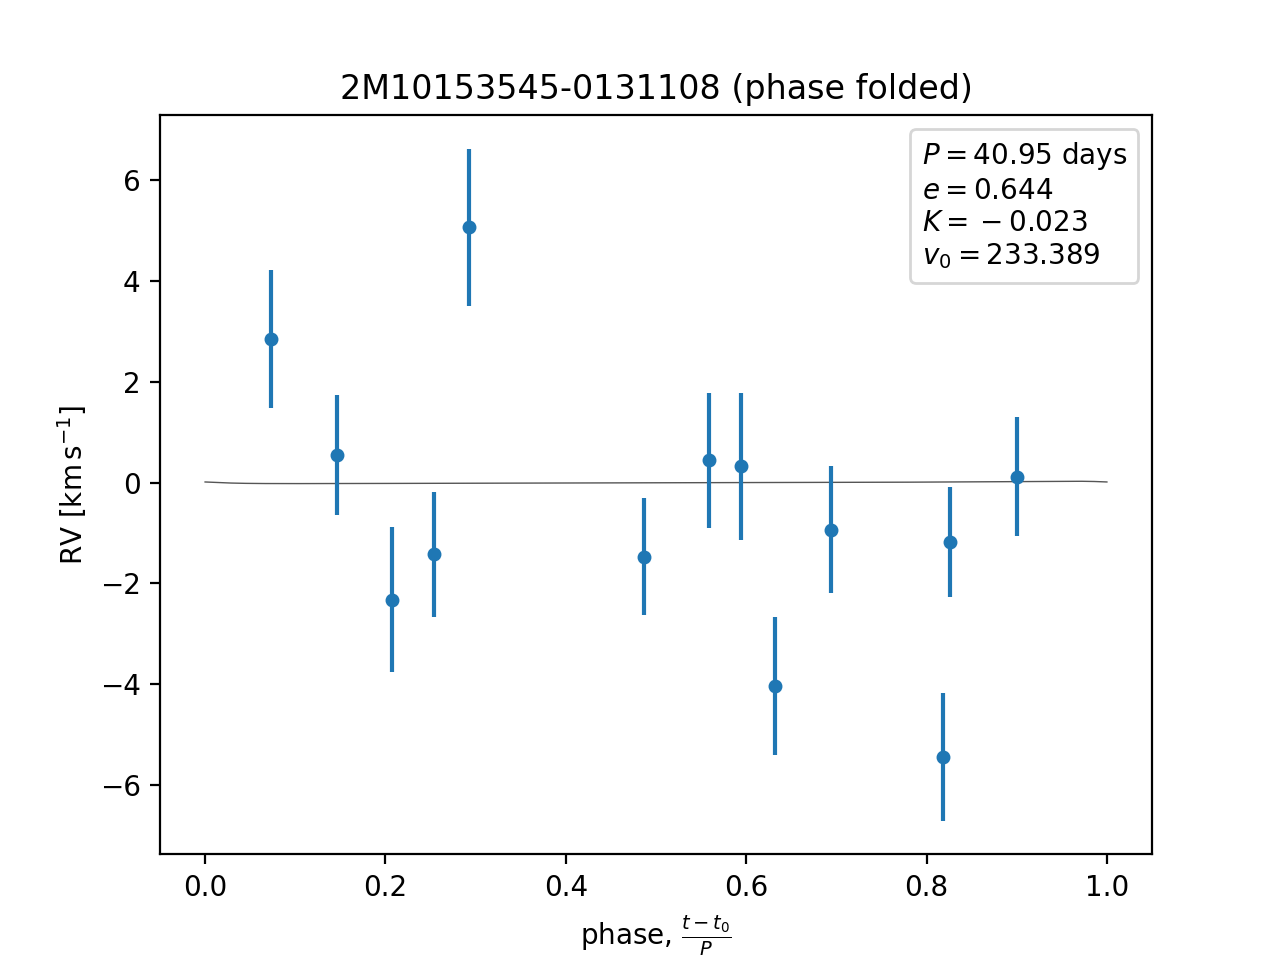 2M10153545-0131108 (phase folded)
P = 40.95 days
e = 0.644
K = −0.023
v₀ = 233.389
RV [km s⁻¹]
6
4
2
0
−2
−4
−6
0.0 0.2 0.4 0.6 0.8 1.0
phase, (t − t₀)/P